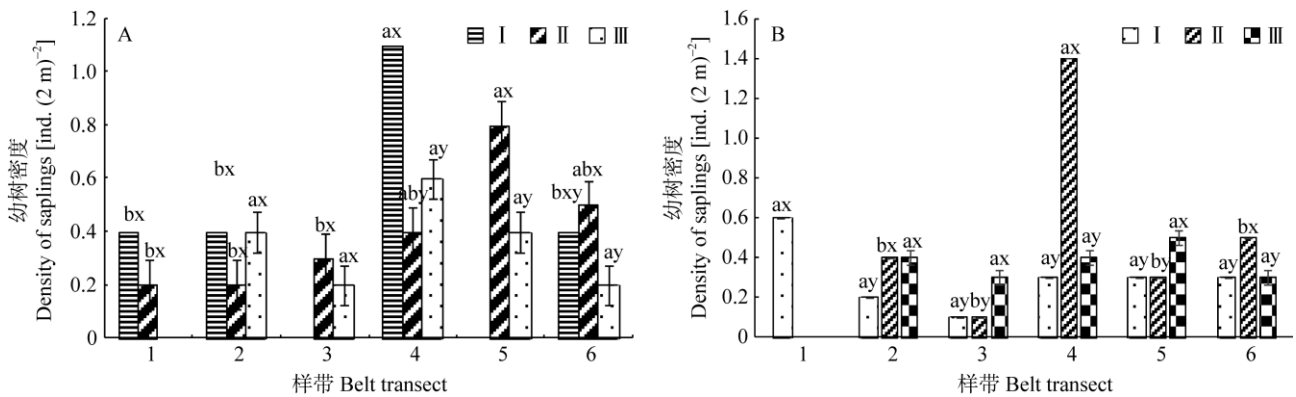 A
Ⅰ Ⅱ Ⅲ
幼树密度
Density of saplings [ind. (2 m)⁻²]
1.2
1.0
0.8
0.6
0.4
0.2
0
bx bx
bx bx ax
bx ax
ax aby ay
ax ay
bxy abx ay
1 2 3 4 5 6
样带 Belt transect
B
Ⅰ Ⅱ Ⅲ
幼树密度
Density of saplings [ind. (2 m)⁻²]
1.6
1.4
1.2
1.0
0.8
0.6
0.4
0.2
0
ax
ay bx ax
ay by ax
ay ax ay
ay by ax
ay bx ay
1 2 3 4 5 6
样带 Belt transect